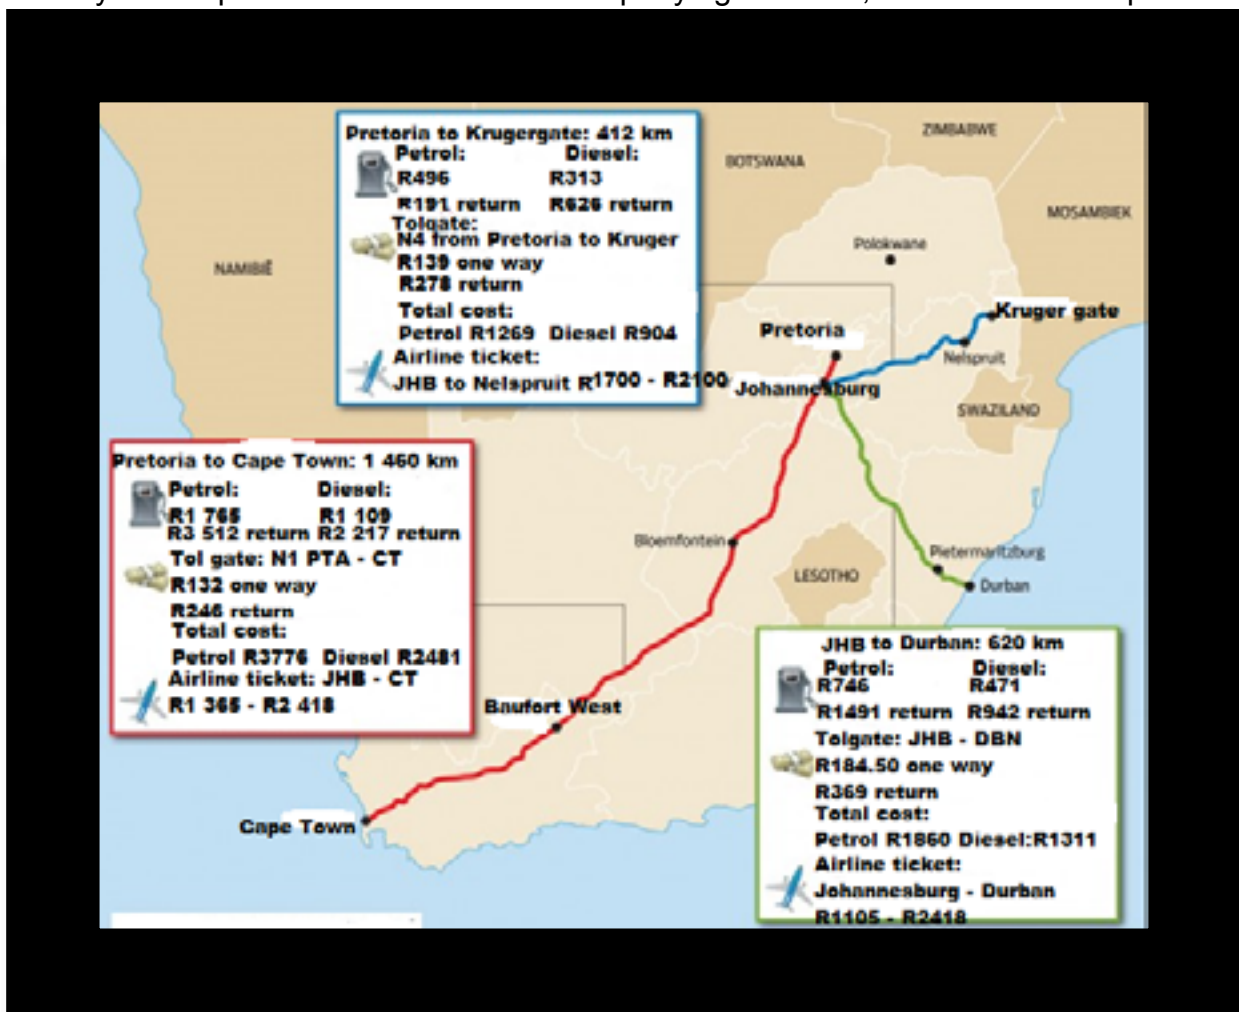 Pretoria to Krugergate: 412 km
Petrol: Diesel:
R496 R313
R191 return R626 return
Tolgate:
N4 from Pretoria to Kruger
R139 one way
R278 return
Total cost:
Petrol R1269 Diesel R904
Airline ticket:
JHB to Nelspruit R1700 - R2100
ZIMBABWE
BOTSWANA
MOSAMBIEK
NAMIBIË
Polokwane
Kruger gate
Pretoria
Nelspruit
Johannesburg
SWAZILAND
Pretoria to Cape Town: 1 460 km
Petrol: Diesel:
R1 765 R1 109
R3 512 return R2 217 return
Tol gate: N1 PTA - CT
R132 one way
R246 return
Total cost:
Petrol R3776 Diesel R2481
Airline ticket: JHB - CT
R1 365 - R2 418
Bloemfontein
LESOTHO
Pietermaritzburg
Durban
Baufort West
Cape Town
JHB to Durban: 620 km
Petrol: Diesel:
R746 R471
R1491 return R942 return
Tolgate: JHB - DBN
R184.50 one way
R369 return
Total cost:
Petrol R1860 Diesel:R1311
Airline ticket:
Johannesburg - Durban
R1105 - R2418